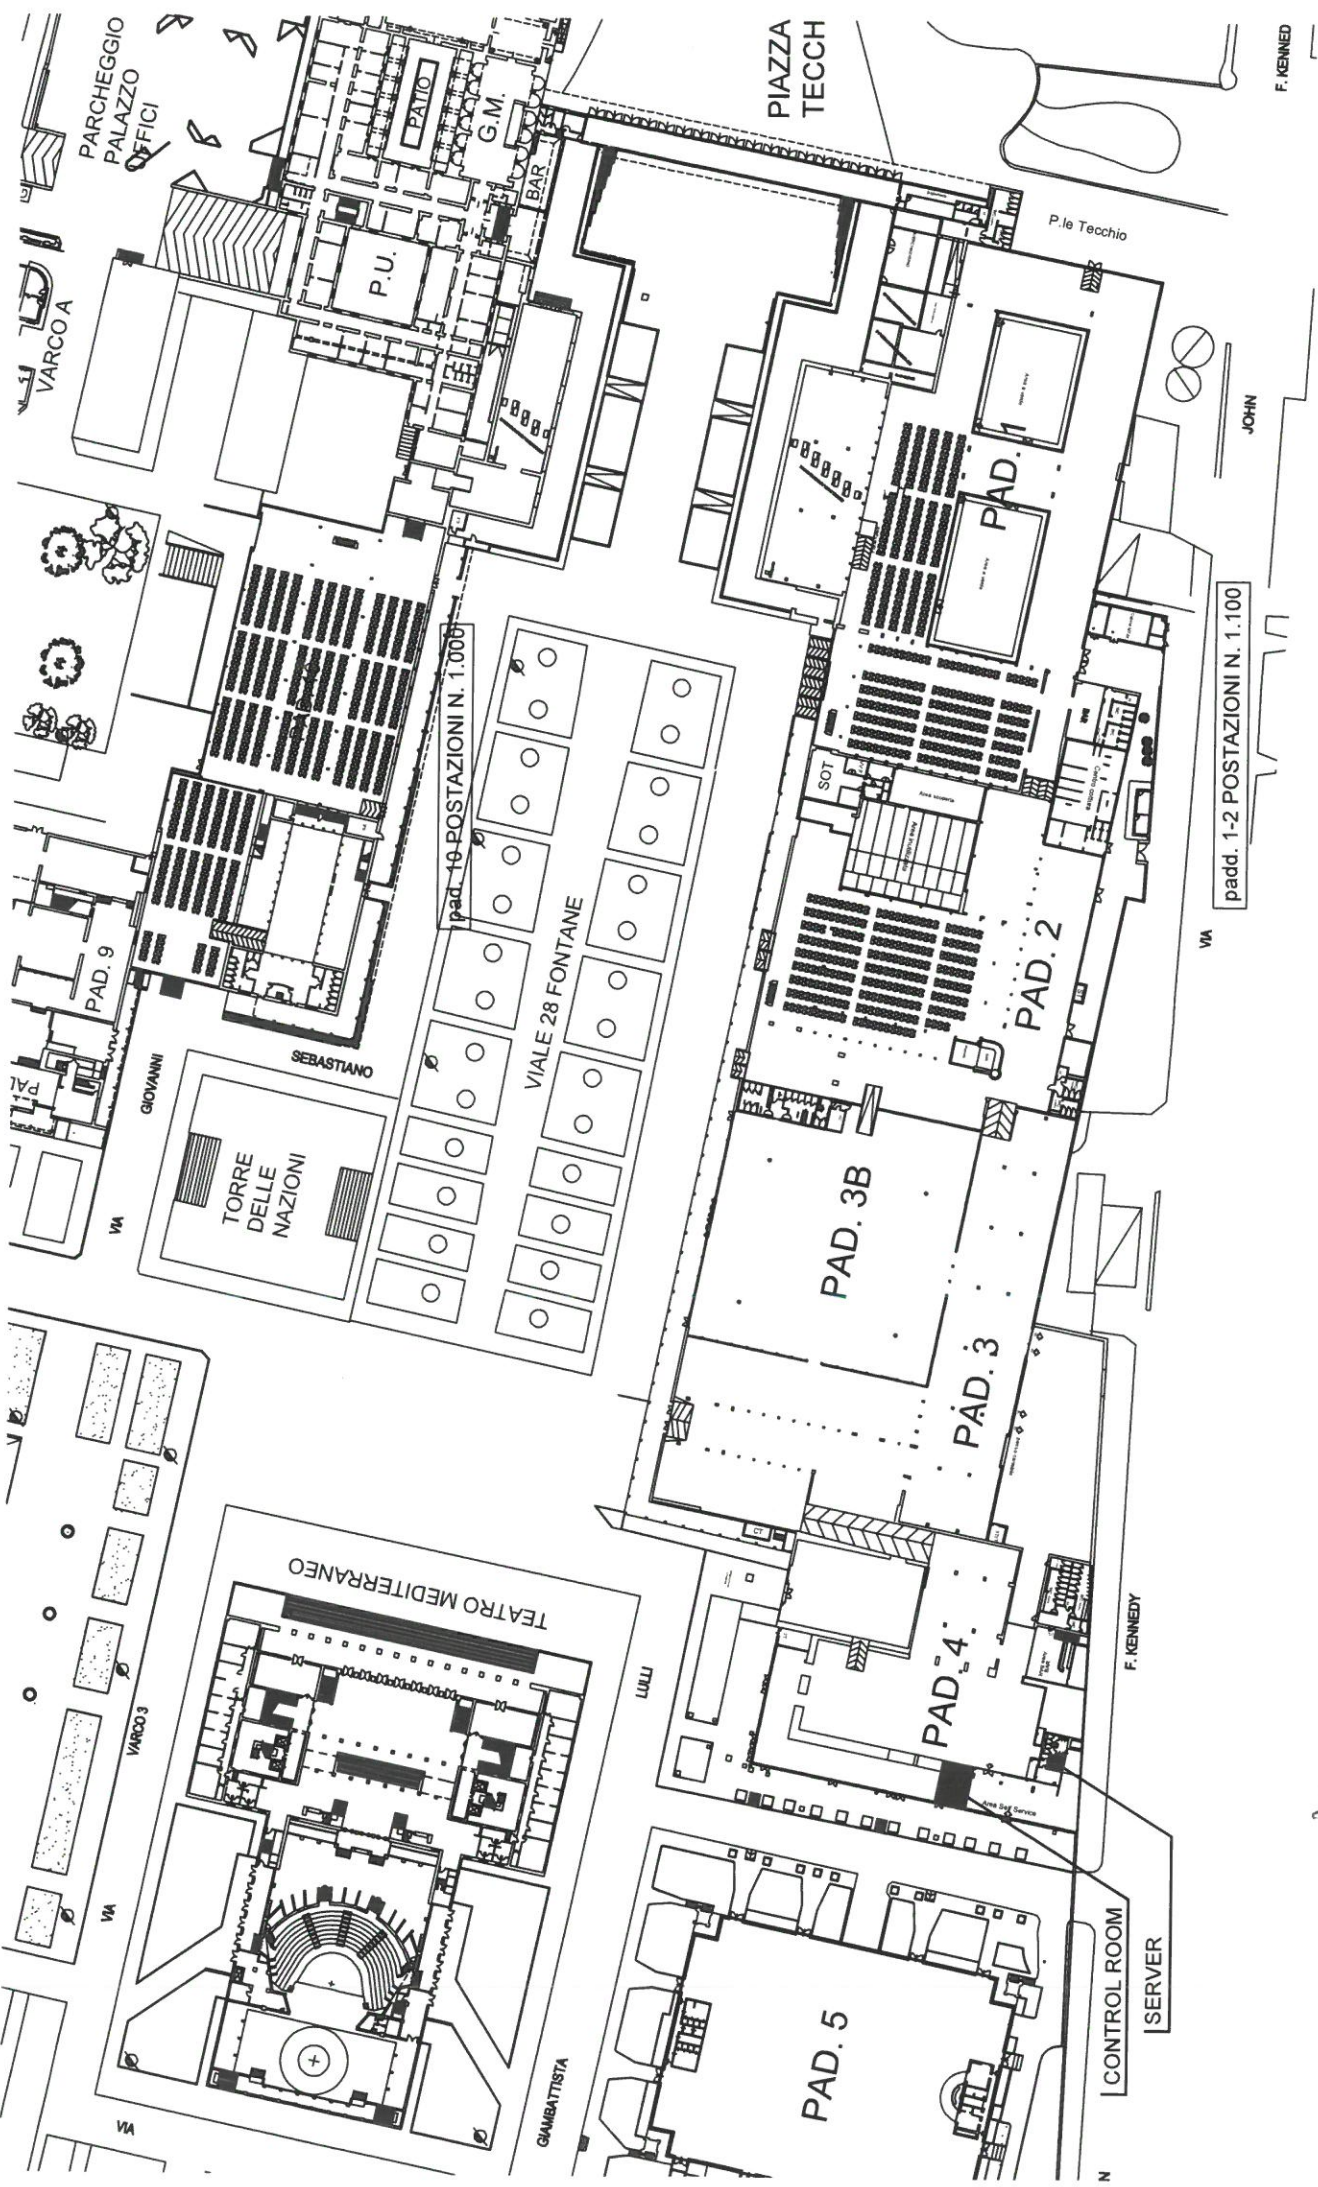 PARCHEGGIO
PALAZZO
VARCO A
PATIO
G.M.
BAR
P.U.
PIAZZA
TECCH
F. KENNED
P.le Tecchio
JOHN
PAD. 1
pad. 10 POSTAZIONI N. 1.000
padd. 1-2 POSTAZIONI N. 1.100
VIA
SOT
BAR
PAD. 2
PAD. 9
PAL
GIOVANNI
SEBASTIANO
VIA
VIALE 28 FONTANE
TORRE
DELLE
NAZIONI
PAD. 3B
PAD. 3
CT
TEATRO MEDITERRANEO
LULLI
PAD. 4
F. KENNEDY
Area Self Service
VARCO 3
VIA
VIA
GIAMBATTISTA
PAD. 5
CONTROL ROOM
SERVER
N